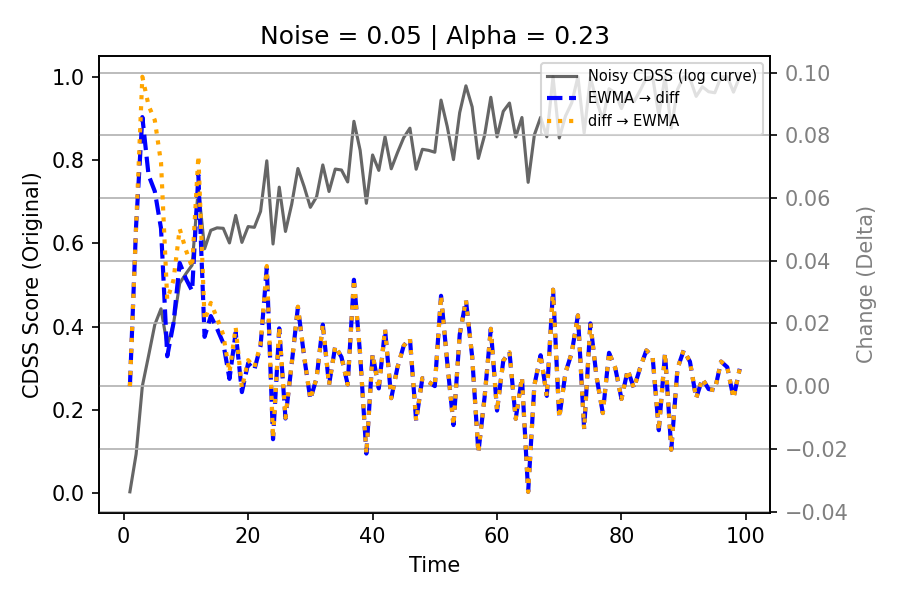 Noise = 0.05 | Alpha = 0.23
Noisy CDSS (log curve)
EWMA → diff
diff → EWMA
CDSS Score (Original)
1.0
0.8
0.6
0.4
0.2
0.0
0.10
0.08
0.06
0.04
0.02
0.00
−0.02
−0.04
Change (Delta)
0 20 40 60 80 100
Time